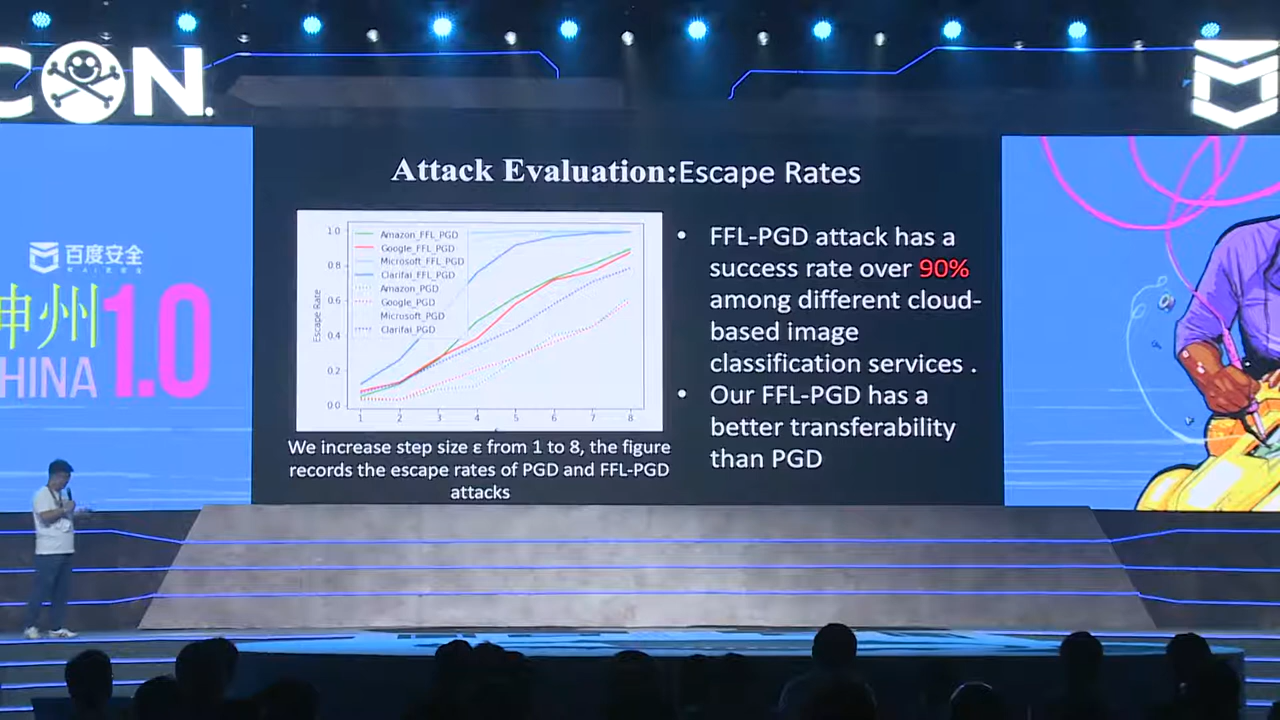 CON.
Attack Evaluation:Escape Rates
百度安全
神州
HINA
1.0
Escape Rate
1.0
0.8
0.6
0.4
0.2
0.0
1 2 3 4 5 6 7 8
Amazon_FFL_PGD
Google_FFL_PGD
Microsoft_FFL_PGD
Clarifai_FFL_PGD
Amazon_PGD
Google_PGD
Microsoft_PGD
Clarifai_PGD
We increase step size ε from 1 to 8, the figure
records the escape rates of PGD and FFL-PGD
attacks
• FFL-PGD attack has a
success rate over 90%
among different cloud-
based image
classification services .
• Our FFL-PGD has a
better transferability
than PGD